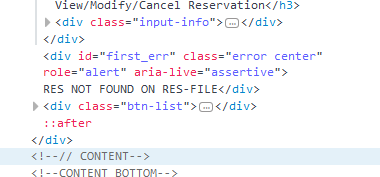 View/Modify/Cancel Reservation</h3>
<div class="input-info">…</div>
</div>
<div id="first_err" class="error center"
role="alert" aria-live="assertive">
RES NOT FOUND ON RES-FILE</div>
<div class="btn-list">…</div>
::after
</div>
<!--// CONTENT-->
<!--CONTENT BOTTOM-->